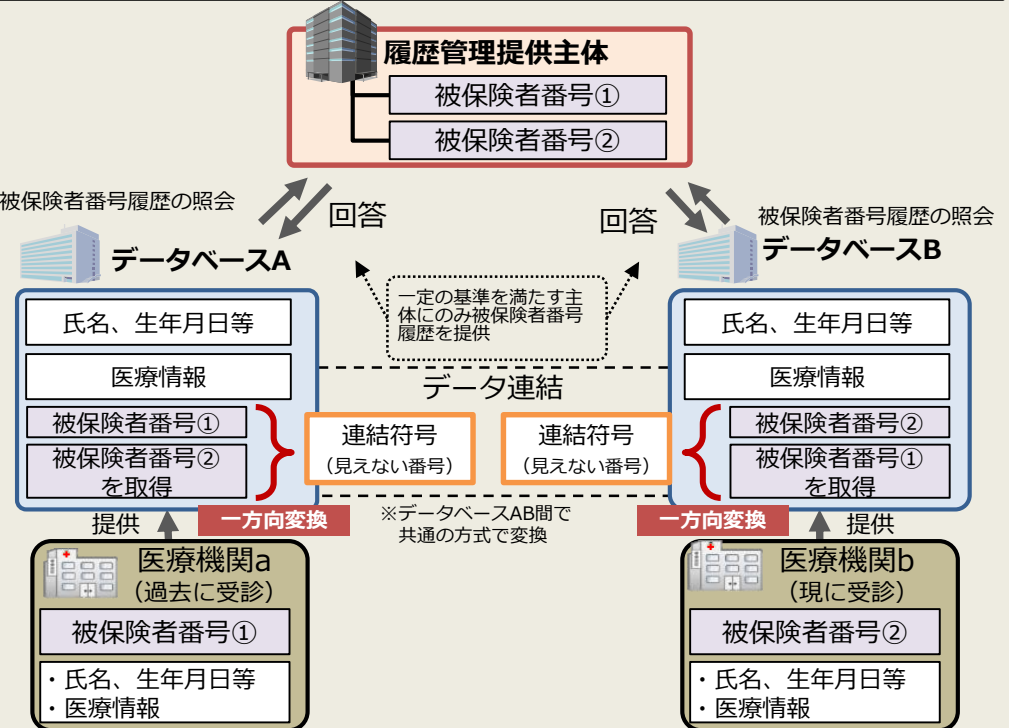 履歴管理提供主体
被保険者番号①
被保険者番号②
被保険者番号履歴の照会
回答
回答
被保険者番号履歴の照会
データベースA
データベースB
一定の基準を満たす主
体にのみ被保険者番号
履歴を提供
氏名、生年月日等
医療情報
被保険者番号①
被保険者番号②
を取得
データ連結
連結符号
（見えない番号）
連結符号
（見えない番号）
氏名、生年月日等
医療情報
被保険者番号②
被保険者番号①
を取得
提供
一方向変換
※データベースAB間で
共通の方式で変換
一方向変換
提供
医療機関a
（過去に受診）
被保険者番号①
・氏名、生年月日等
・医療情報
医療機関b
（現に受診）
被保険者番号②
・氏名、生年月日等
・医療情報